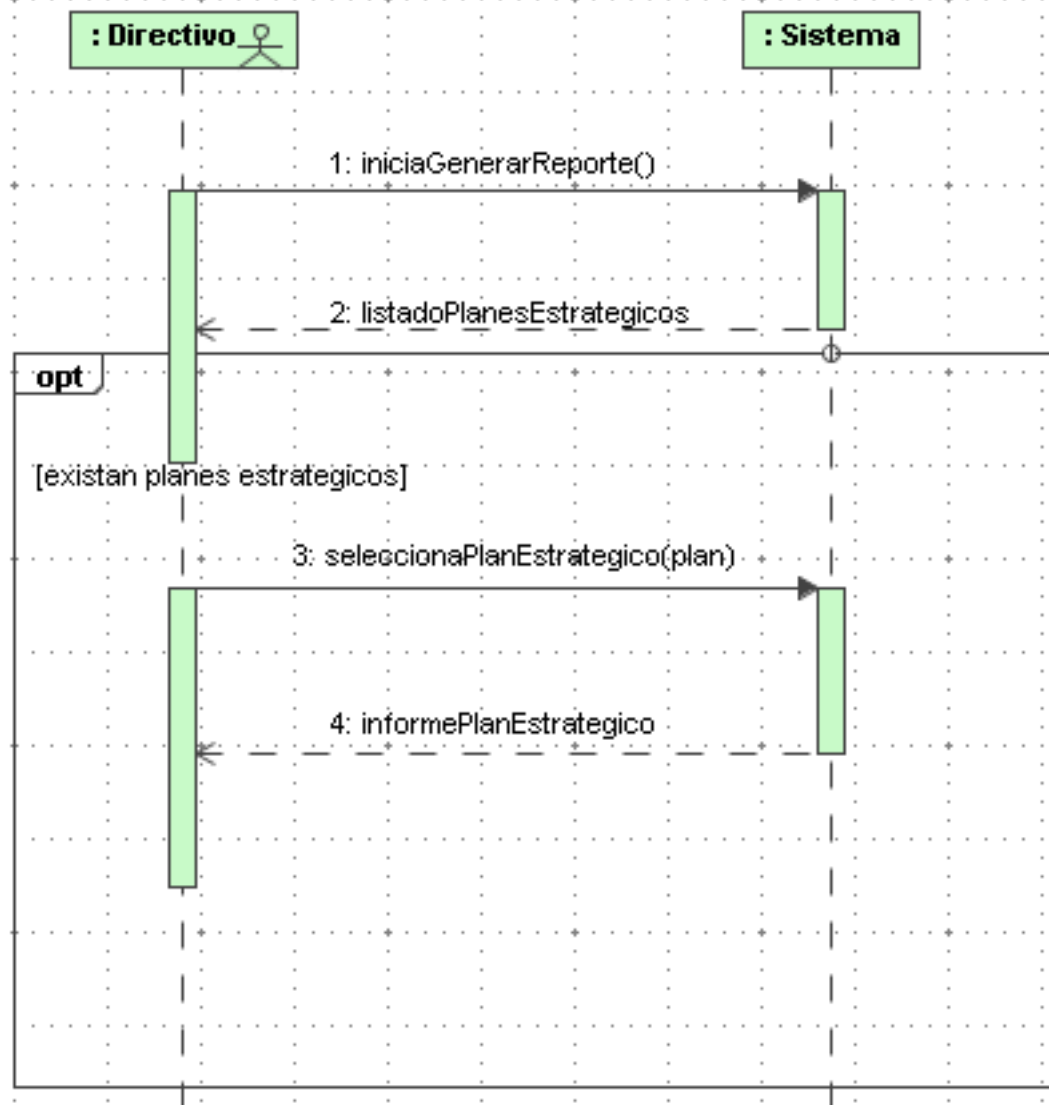 : Directivo
: Sistema
1: iniciaGenerarReporte()
2: listadoPlanesEstrategicos
opt
[existan planes estrategicos]
3: seleccionaPlanEstrategico(plan)
4: informePlanEstrategico